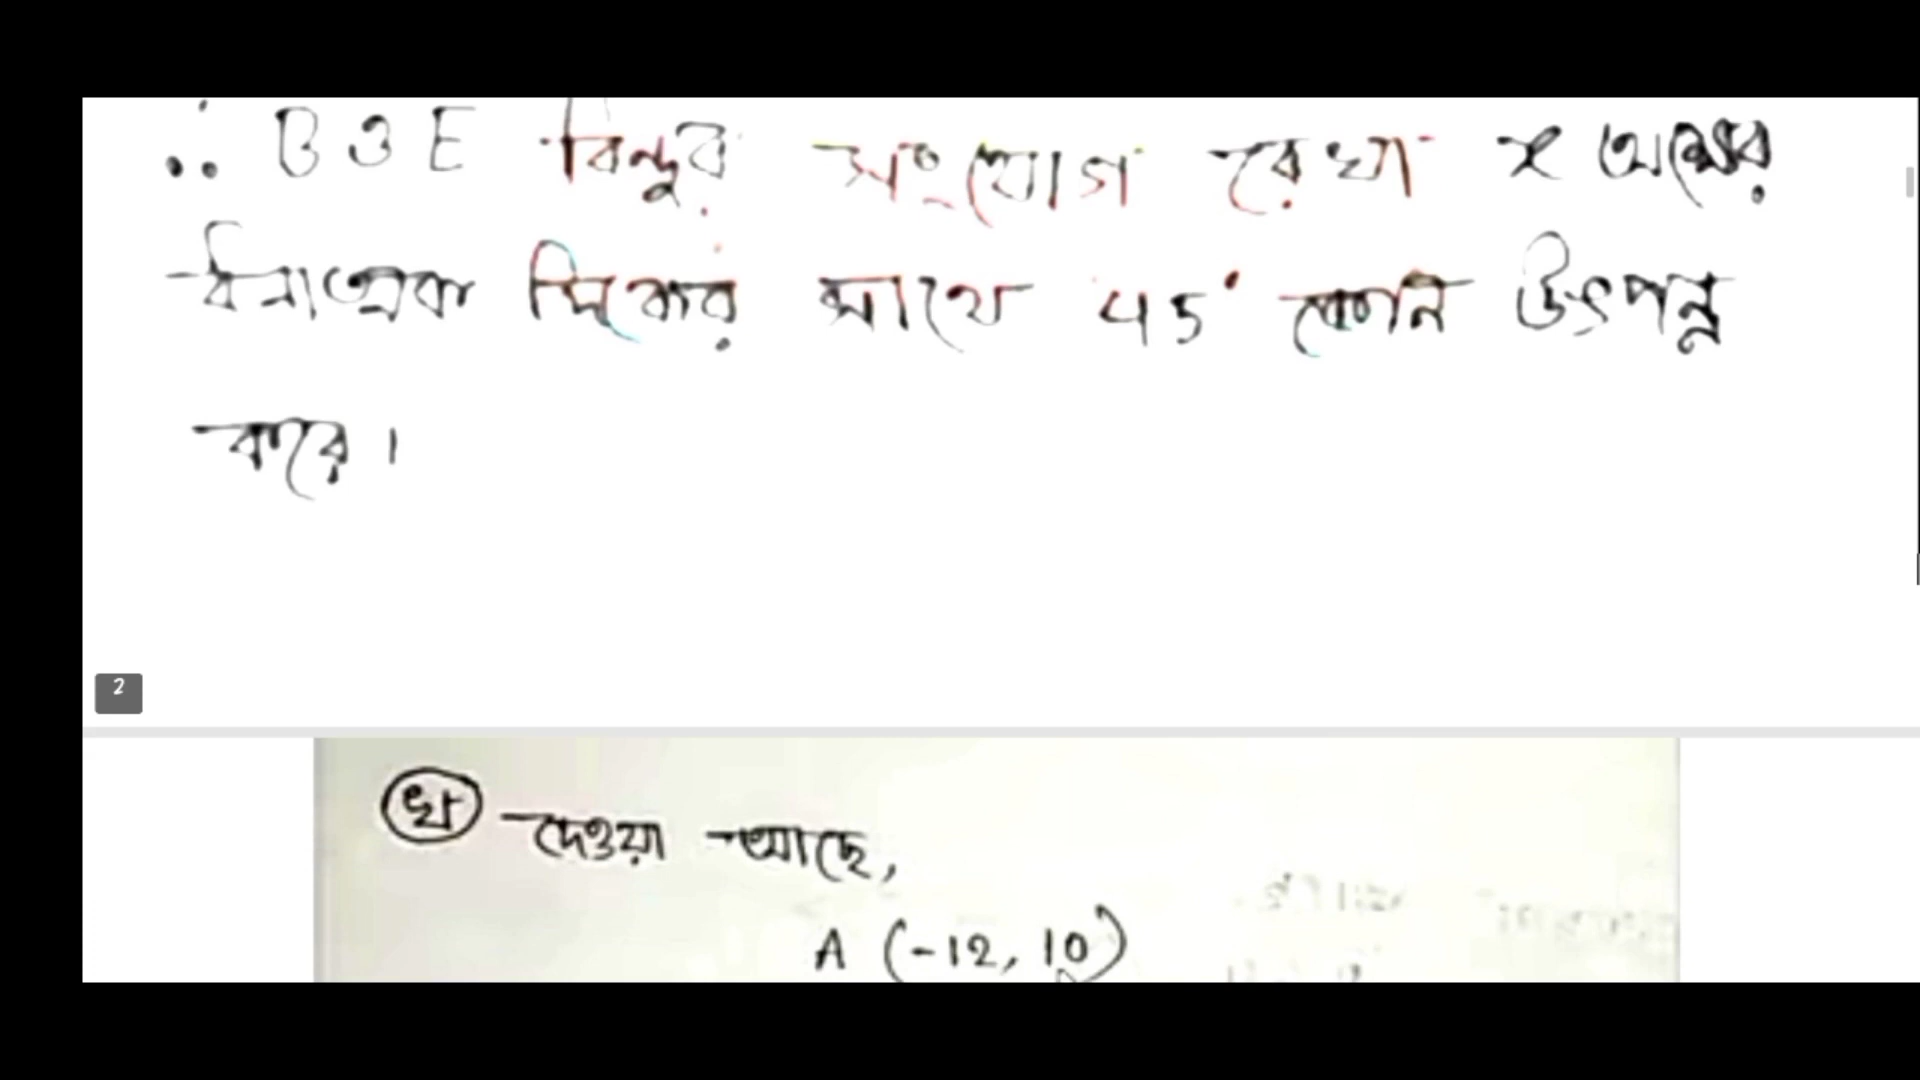 ∴ B ও E বিন্দুর সংযোগ রেখা x অক্ষের
ধনাত্মক দিকের সাথে 45° কোন উৎপন্ন
করে।
2
খ দেওয়া আছে,
A (-12, 10)